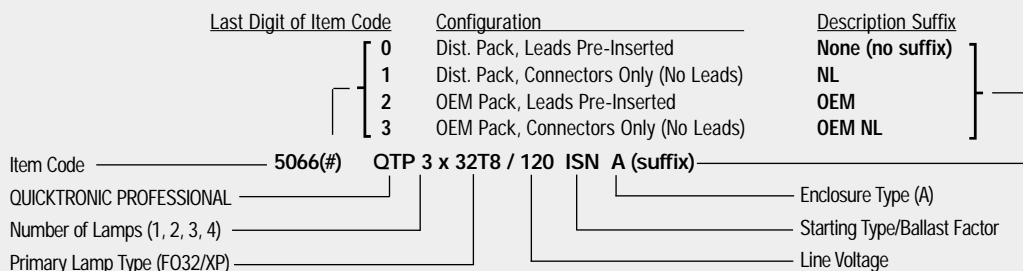 Last Digit of Item Code Configuration Description Suffix
0 Dist. Pack, Leads Pre-Inserted None (no suffix)
1 Dist. Pack, Connectors Only (No Leads) NL
2 OEM Pack, Leads Pre-Inserted OEM
3 OEM Pack, Connectors Only (No Leads) OEM NL
Item Code 5066(#) QTP 3 x 32T8 / 120 ISN A (suffix)
QUICKTRONIC PROFESSIONAL Enclosure Type (A)
Number of Lamps (1, 2, 3, 4) Starting Type/Ballast Factor
Primary Lamp Type (FO32/XP) Line Voltage